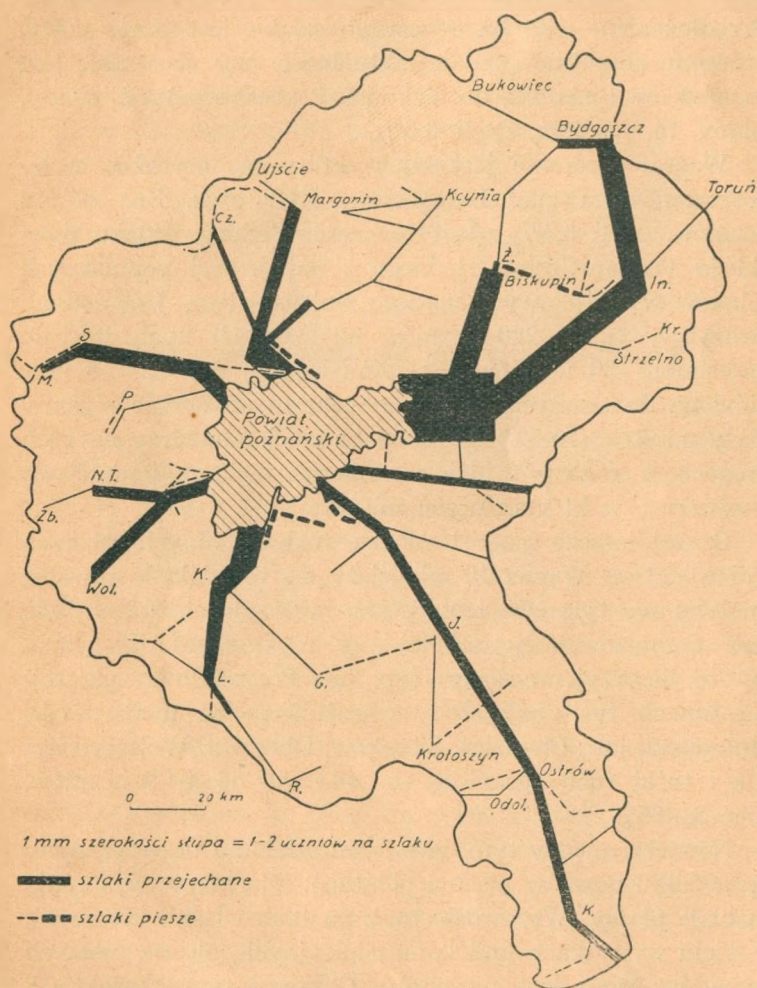 Bukowiec
Bydgoszcz
Ujście
Toruń
Margonin
Kcynia
Cz.
Ż.
Biskupin
In.
Kr.
Strzelno
S
M.
P
Powiat
poznański
N.T.
Zb.
Wol.
K.
J.
L.
G.
Krotoszyn
Ostrów
R.
Odol.
0 20 km
1 mm szerokości słupa = 1-2 uczniów na szlaku
szlaki przejechane
K.
szlaki piesze